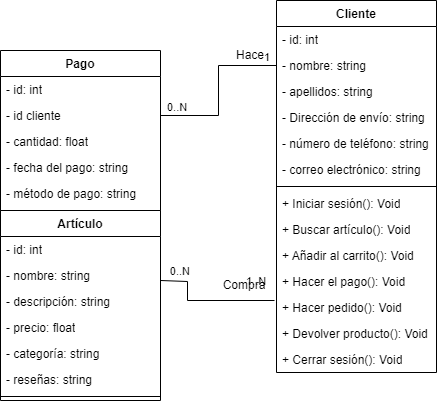 Pago
- id: int
- id cliente
- cantidad: float
- fecha del pago: string
- método de pago: string
Artículo
- id: int
- nombre: string
- descripción: string
- precio: float
- categoría: string
- reseñas: string
Hace
1
0..N
0..N
Compra
1..N
Cliente
- id: int
- nombre: string
- apellidos: string
- Dirección de envío: string
- número de teléfono: string
- correo electrónico: string
+ Iniciar sesión(): Void
+ Buscar artículo(): Void
+ Añadir al carrito(): Void
+ Hacer el pago(): Void
+ Hacer pedido(): Void
+ Devolver producto(): Void
+ Cerrar sesión(): Void